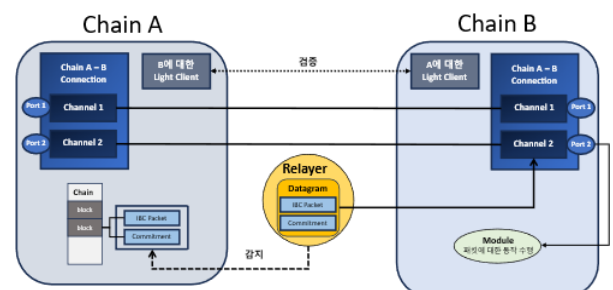 Chain A
Chain B
Chain A – B
Connection
B에 대한
Light Client
검증
A에 대한
Light Client
Chain A – B
Connection
Port 1
Channel 1
Channel 1
Port 1
Port 2
Channel 2
Channel 2
Port 2
Relayer
Datagram
IBC Packet
Commitment
Chain
block
block
IBC Packet
Commitment
감지
Module
패킷에 대한 동작 수행